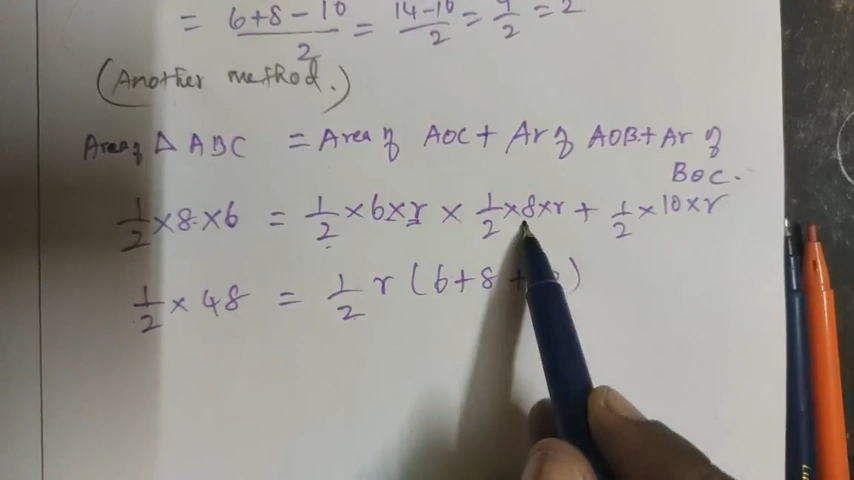 = 6+8-10/2 = 14-10/2 = 4/2 = 2
(Another method.)
Area of Δ ABC = Area of AOC + Ar of AOB + Ar of
BOC.
1/2 × 8 × 6 = 1/2 × 6 × r × 1/2 × 8 × r + 1/2 × 10 × r
1/2 × 48 = 1/2 r (6+8+ )